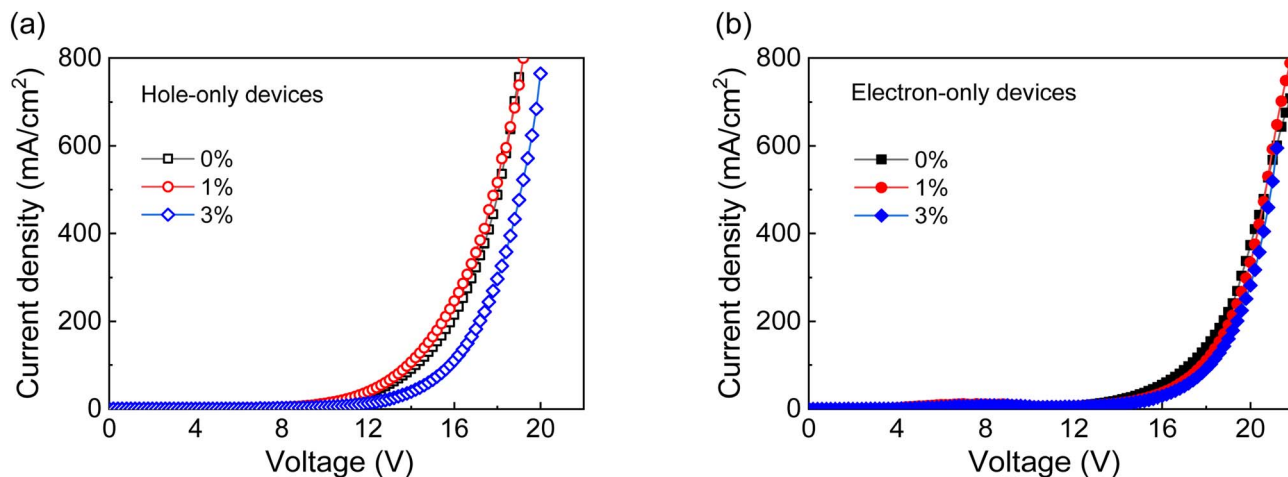 (a)
800
600
400
200
0
Current density (mA/cm²)
Hole-only devices
0%
1%
3%
0 4 8 12 16 20
Voltage (V)
(b)
800
600
400
200
0
Current density (mA/cm²)
Electron-only devices
0%
1%
3%
0 4 8 12 16 20
Voltage (V)